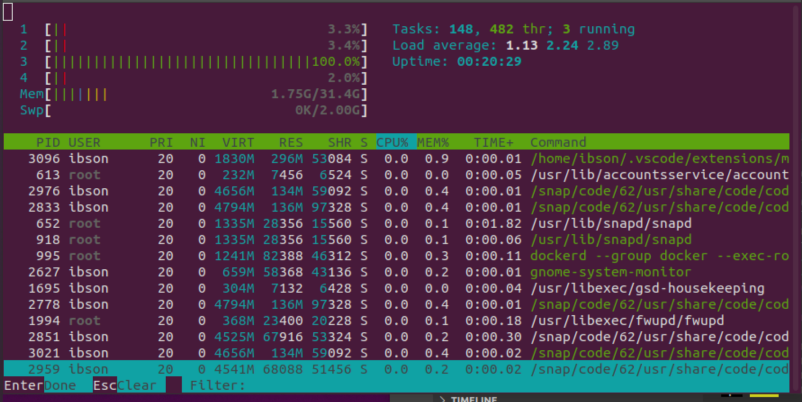 1 [|| 3.3%] Tasks: 148, 482 thr; 3 running
2 [|| 3.4%] Load average: 1.13 2.24 2.89
3 [||||||||||||||||||||||||||||||||100.0%] Uptime: 00:20:29
4 [|| 2.0%]
Mem[||||||| 1.75G/31.4G]
Swp[ 0K/2.00G]
PID USER PRI NI VIRT RES SHR S CPU% MEM% TIME+ Command
3096 ibson 20 0 1830M 296M 53084 S 0.0 0.9 0:00.01 /home/ibson/.vscode/extensions/m
613 root 20 0 232M 7456 6524 S 0.0 0.0 0:00.05 /usr/lib/accountsservice/account
2976 ibson 20 0 4656M 134M 59092 S 0.0 0.4 0:00.01 /snap/code/62/usr/share/code/cod
2833 ibson 20 0 4794M 136M 97328 S 0.0 0.4 0:00.01 /snap/code/62/usr/share/code/cod
652 root 20 0 1335M 28356 15560 S 0.0 0.1 0:01.82 /usr/lib/snapd/snapd
918 root 20 0 1335M 28356 15560 S 0.0 0.1 0:00.06 /usr/lib/snapd/snapd
995 root 20 0 1241M 82388 46312 S 0.0 0.3 0:00.11 dockerd --group docker --exec-ro
2627 ibson 20 0 659M 58368 43136 S 0.0 0.2 0:00.01 gnome-system-monitor
1695 ibson 20 0 304M 7132 6428 S 0.0 0.0 0:00.04 /usr/libexec/gsd-housekeeping
2778 ibson 20 0 4794M 136M 97328 S 0.0 0.4 0:00.01 /snap/code/62/usr/share/code/cod
1994 root 20 0 368M 23400 20228 S 0.0 0.1 0:00.18 /usr/libexec/fwupd/fwupd
2851 ibson 20 0 4525M 67916 53324 S 0.0 0.2 0:00.30 /snap/code/62/usr/share/code/cod
3021 ibson 20 0 4656M 134M 59092 S 0.0 0.4 0:00.02 /snap/code/62/usr/share/code/cod
2959 ibson 20 0 4541M 68088 51456 S 0.0 0.2 0:00.02 /snap/code/62/usr/share/code/cod
EnterDone EscClear Filter:
> TIMELINE